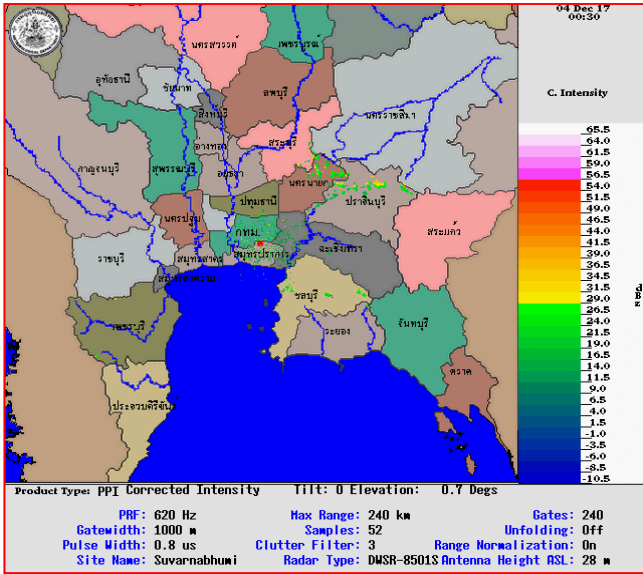 04 Dec 17
00:30
C. Intensity
นครสวรรค์
เพชรบูรณ์
อุทัยธานี
ชัยนาท
ลพบุรี
สิงห์บุรี
นครราชสีมา
อ่างทอง
สระบุรี
กาญจนบุรี
สุพรรณบุรี
อยุธยา
นครนายก
ปราจีนบุรี
ปทุมธานี
นครปฐม
กทม.
สระแก้ว
ราชบุรี
สมุทรสาคร
สมุทรปราการ
ฉะเชิงเทรา
สมุทรสงคราม
ชลบุรี
เพชรบุรี
ระยอง
จันทบุรี
ตราด
ประจวบคีรีขันธ์
65.5
64.0
61.5
59.0
56.5
54.0
51.5
49.0
46.5
44.0
41.5
39.0
36.5
34.0
31.5
29.0
26.5
24.0
21.5
19.0
16.5
14.0
11.5
9.0
6.5
4.0
1.5
-1.0
-3.5
-6.0
-8.5
-10.5
Product Type: PPI Corrected Intensity Tilt: 0 Elevation: 0.7 Degs
PRF: 620 Hz Max Range: 240 km Gates: 240
Gatewidth: 1000 m Samples: 52 Unfolding: Off
Pulse Width: 0.8 us Clutter Filter: 3 Range Normalization: On
Site Name: Suvarnabhumi Radar Type: DWSR-8501S Antenna Height ASL: 28 m